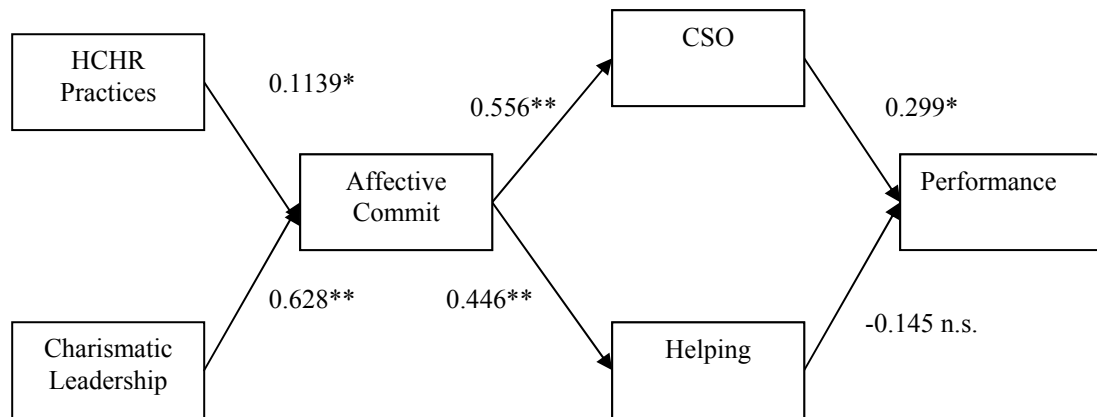 HCHR
Practices
0.1139*
CSO
0.556**
0.299*
Affective
Commit
Performance
0.628**
0.446**
-0.145 n.s.
Charismatic
Leadership
Helping